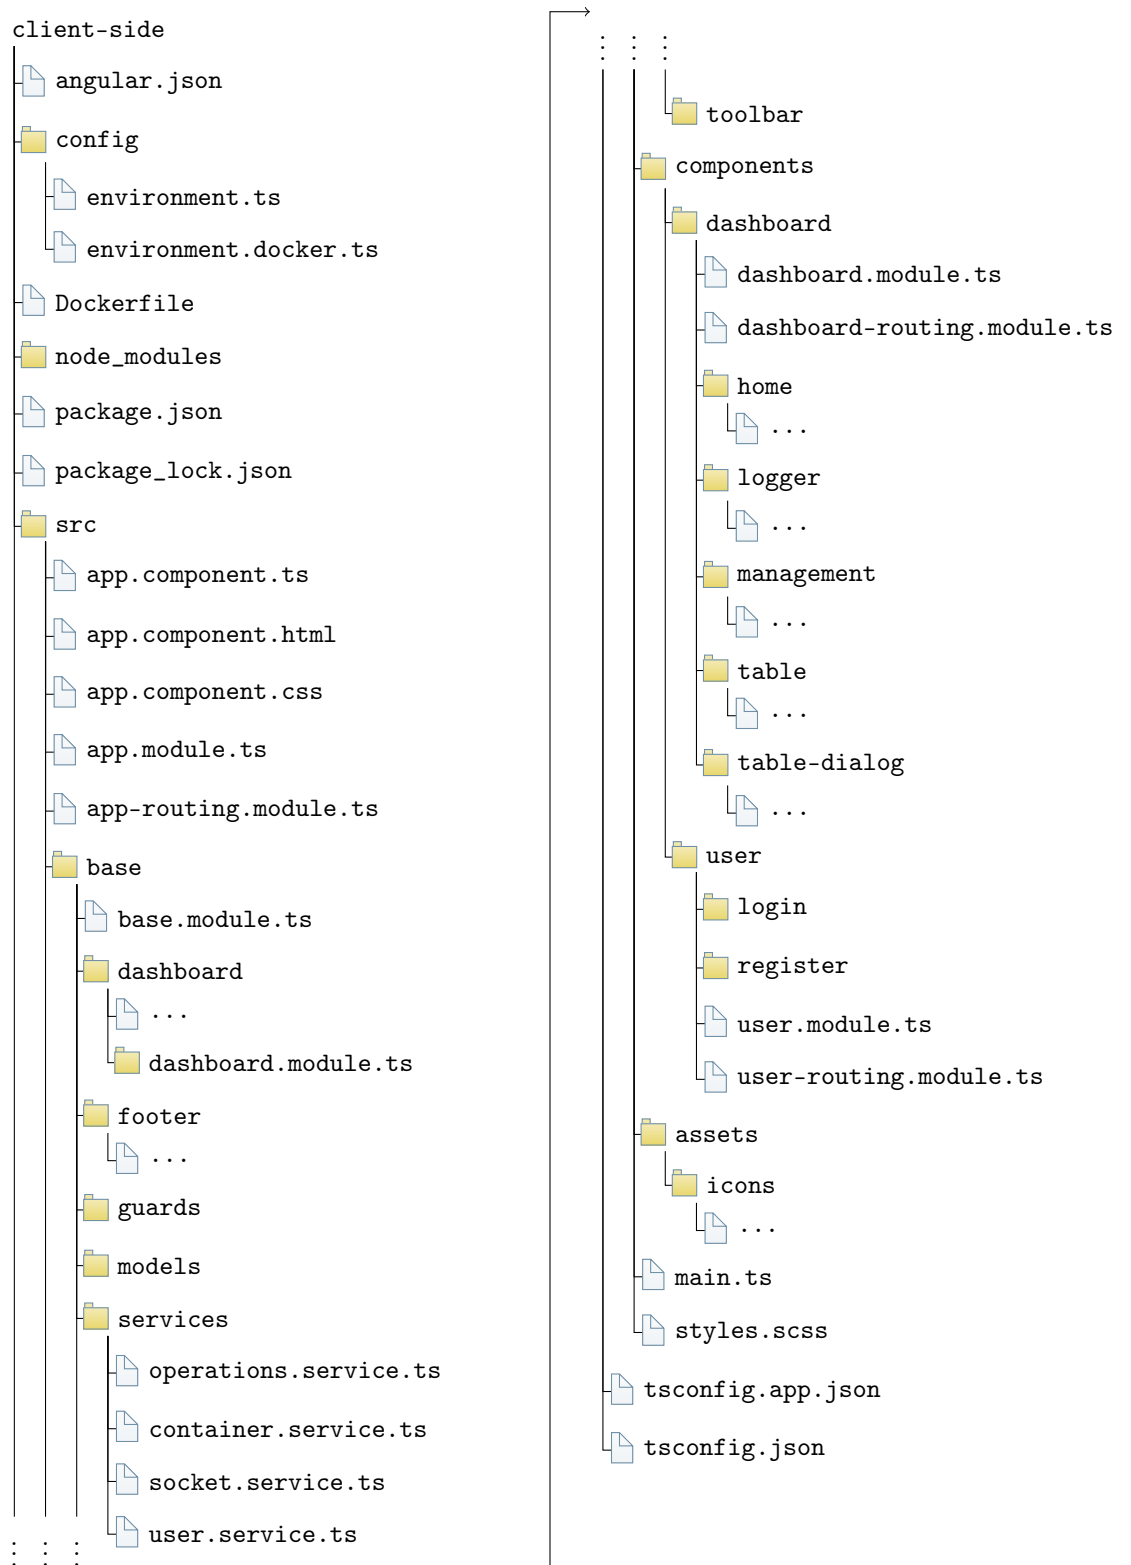 client-side
angular.json
config
environment.ts
environment.docker.ts
Dockerfile
node_modules
package.json
package_lock.json
src
app.component.ts
app.component.html
app.component.css
app.module.ts
app-routing.module.ts
base
base.module.ts
dashboard
...
dashboard.module.ts
footer
...
guards
models
services
operations.service.ts
container.service.ts
socket.service.ts
user.service.ts
toolbar
components
dashboard
dashboard.module.ts
dashboard-routing.module.ts
home
...
logger
...
management
...
table
...
table-dialog
...
user
login
register
user.module.ts
user-routing.module.ts
assets
icons
...
main.ts
styles.scss
tsconfig.app.json
tsconfig.json